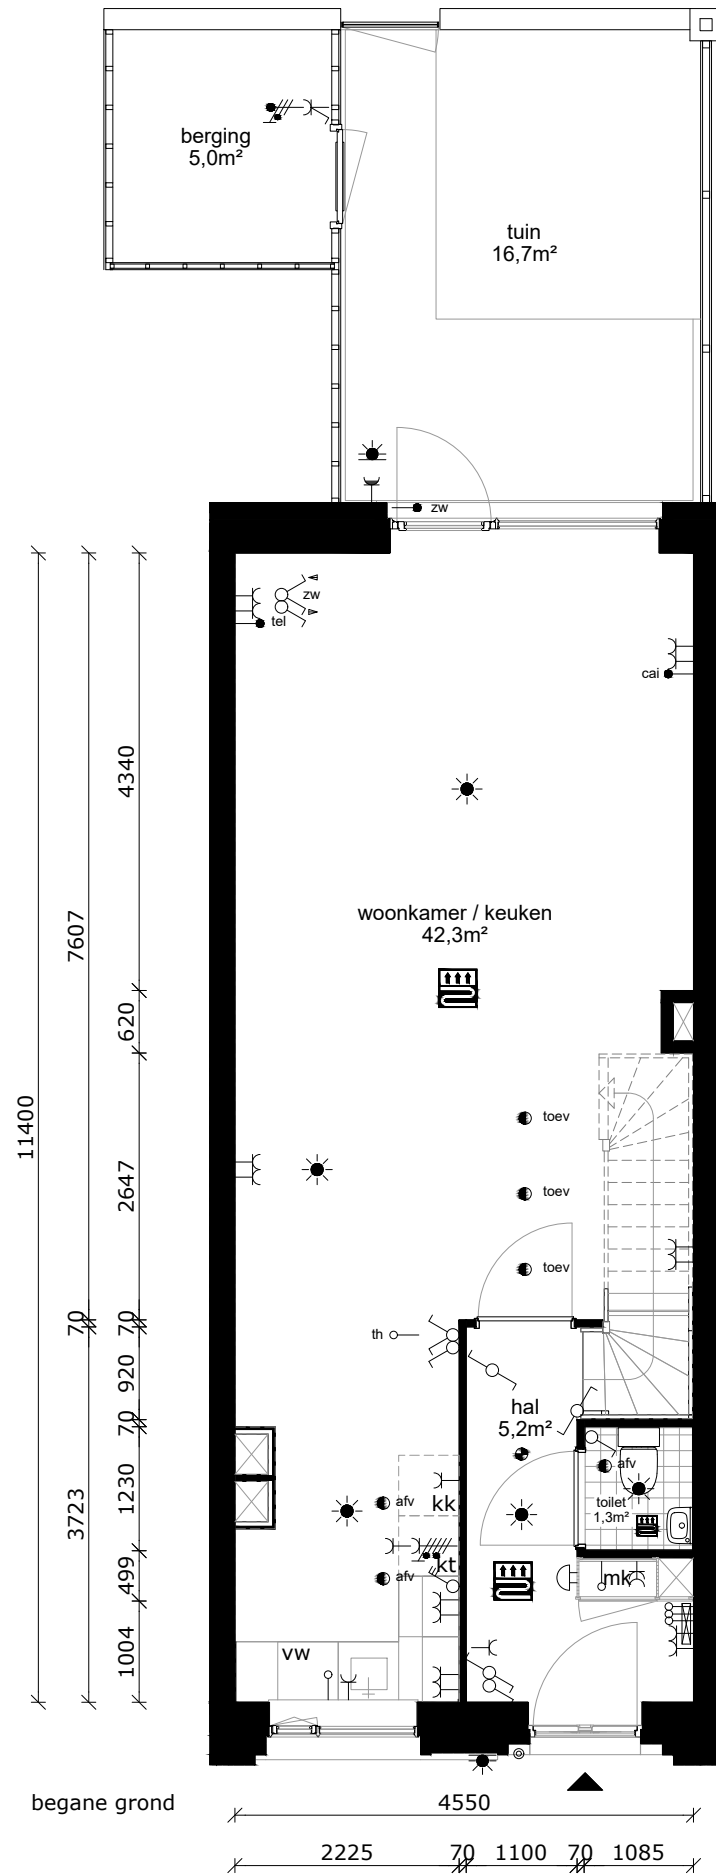 berging
5,0m²
tuin
16,7m²
zw
zw
tel
cai
4340
7607
woonkamer / keuken
42,3m²
620
11400
toev
2647
toev
toev
70
70
th
920
hal
5,2m²
70
afv
1230
kk
afv
toilet
1,3m²
3723
kt
499
afv
mk
1004
vw
begane grond
4550
2225 70 1100 70 1085